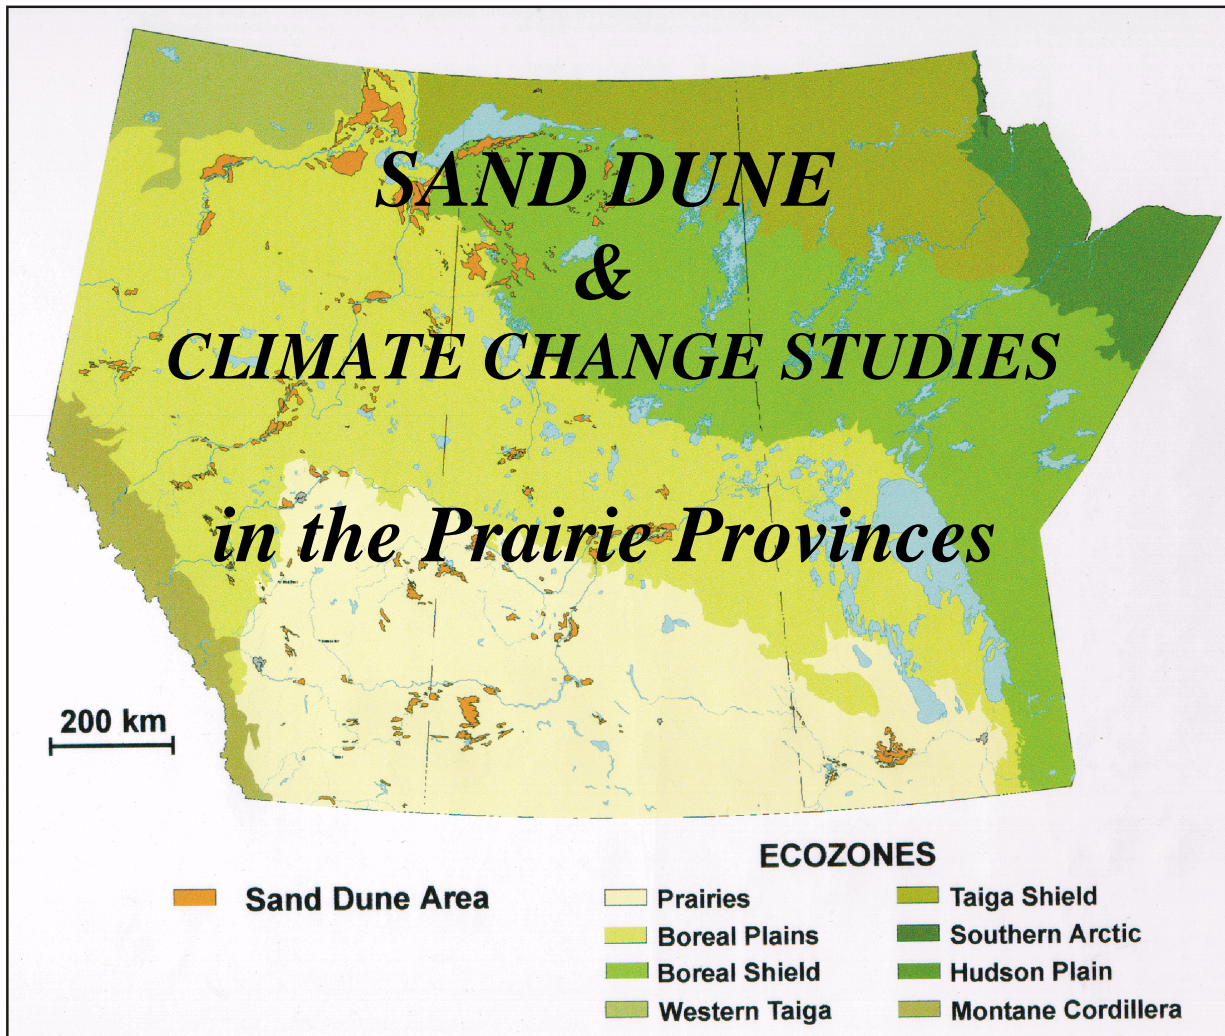 SAND DUNE
&
CLIMATE CHANGE STUDIES
in the Prairie Provinces
200 km
ECOZONES
Sand Dune Area
Prairies
Boreal Plains
Boreal Shield
Western Taiga
Taiga Shield
Southern Arctic
Hudson Plain
Montane Cordillera